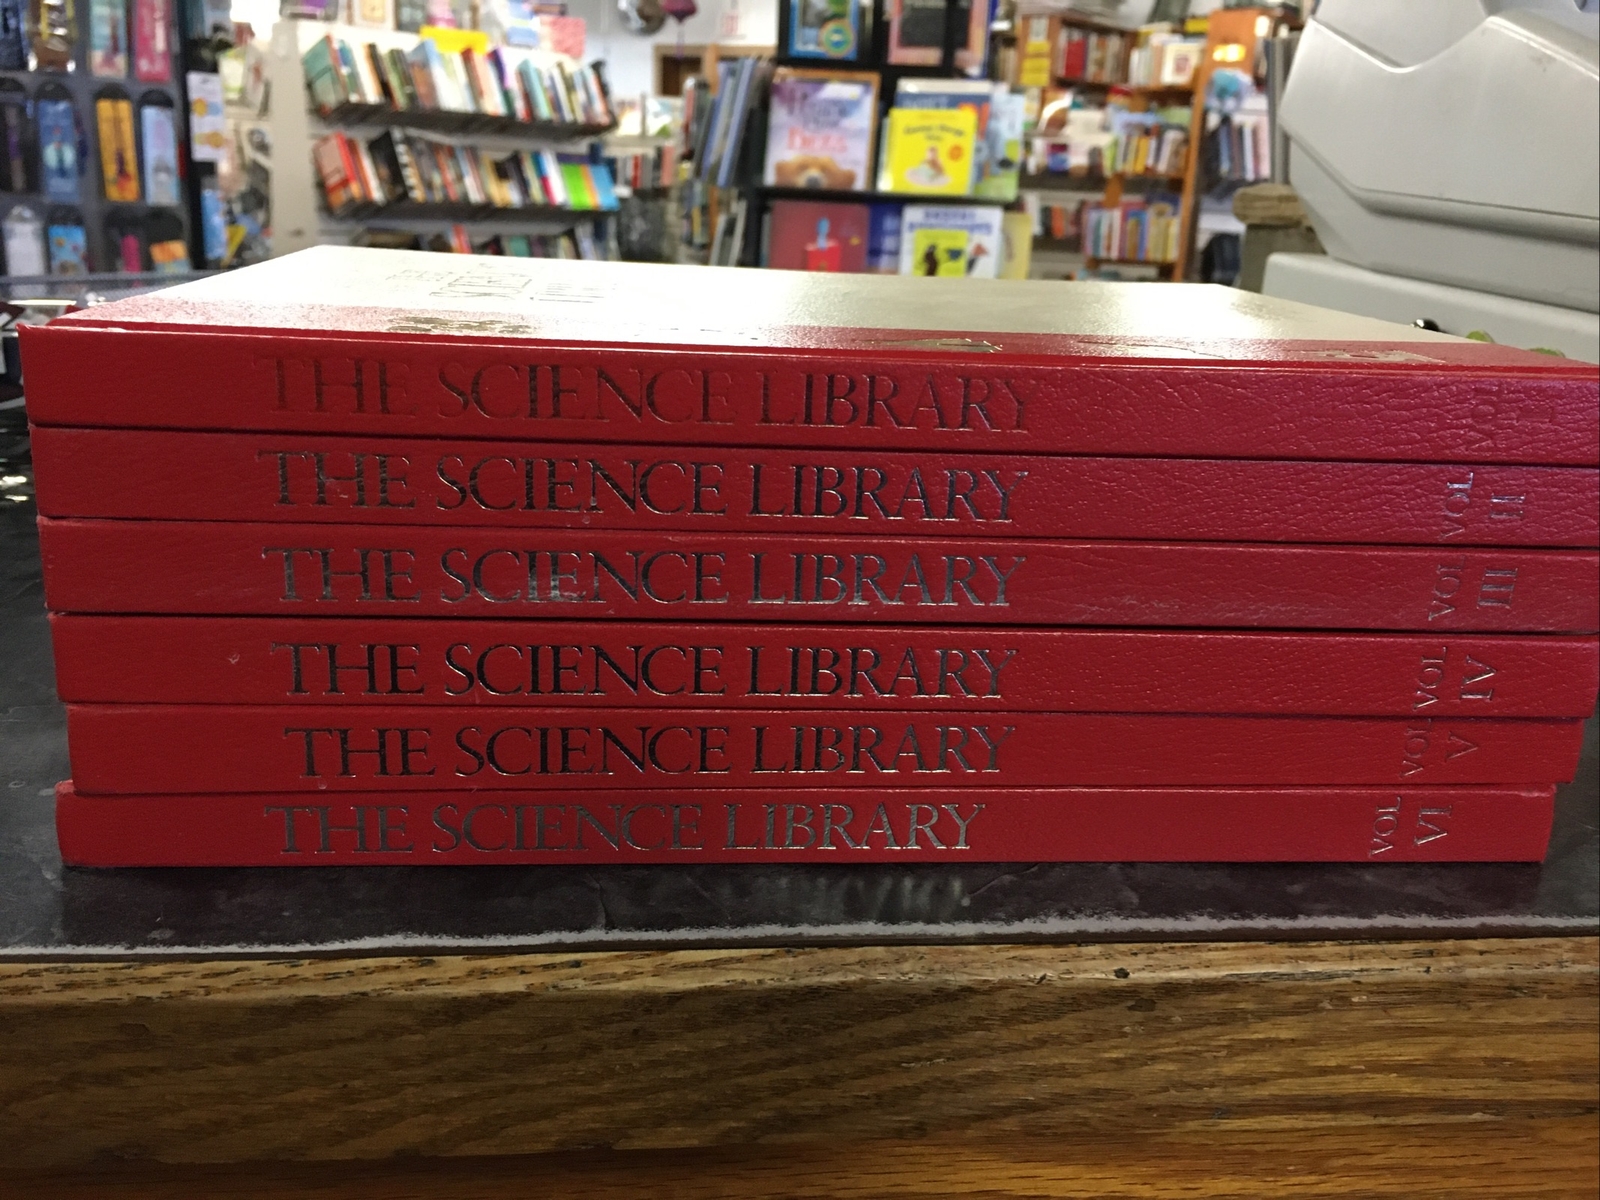 THE SCIENCE LIBRARY VOL I
THE SCIENCE LIBRARY VOL II
THE SCIENCE LIBRARY VOL III
THE SCIENCE LIBRARY VOL IV
THE SCIENCE LIBRARY VOL V
THE SCIENCE LIBRARY VOL VI